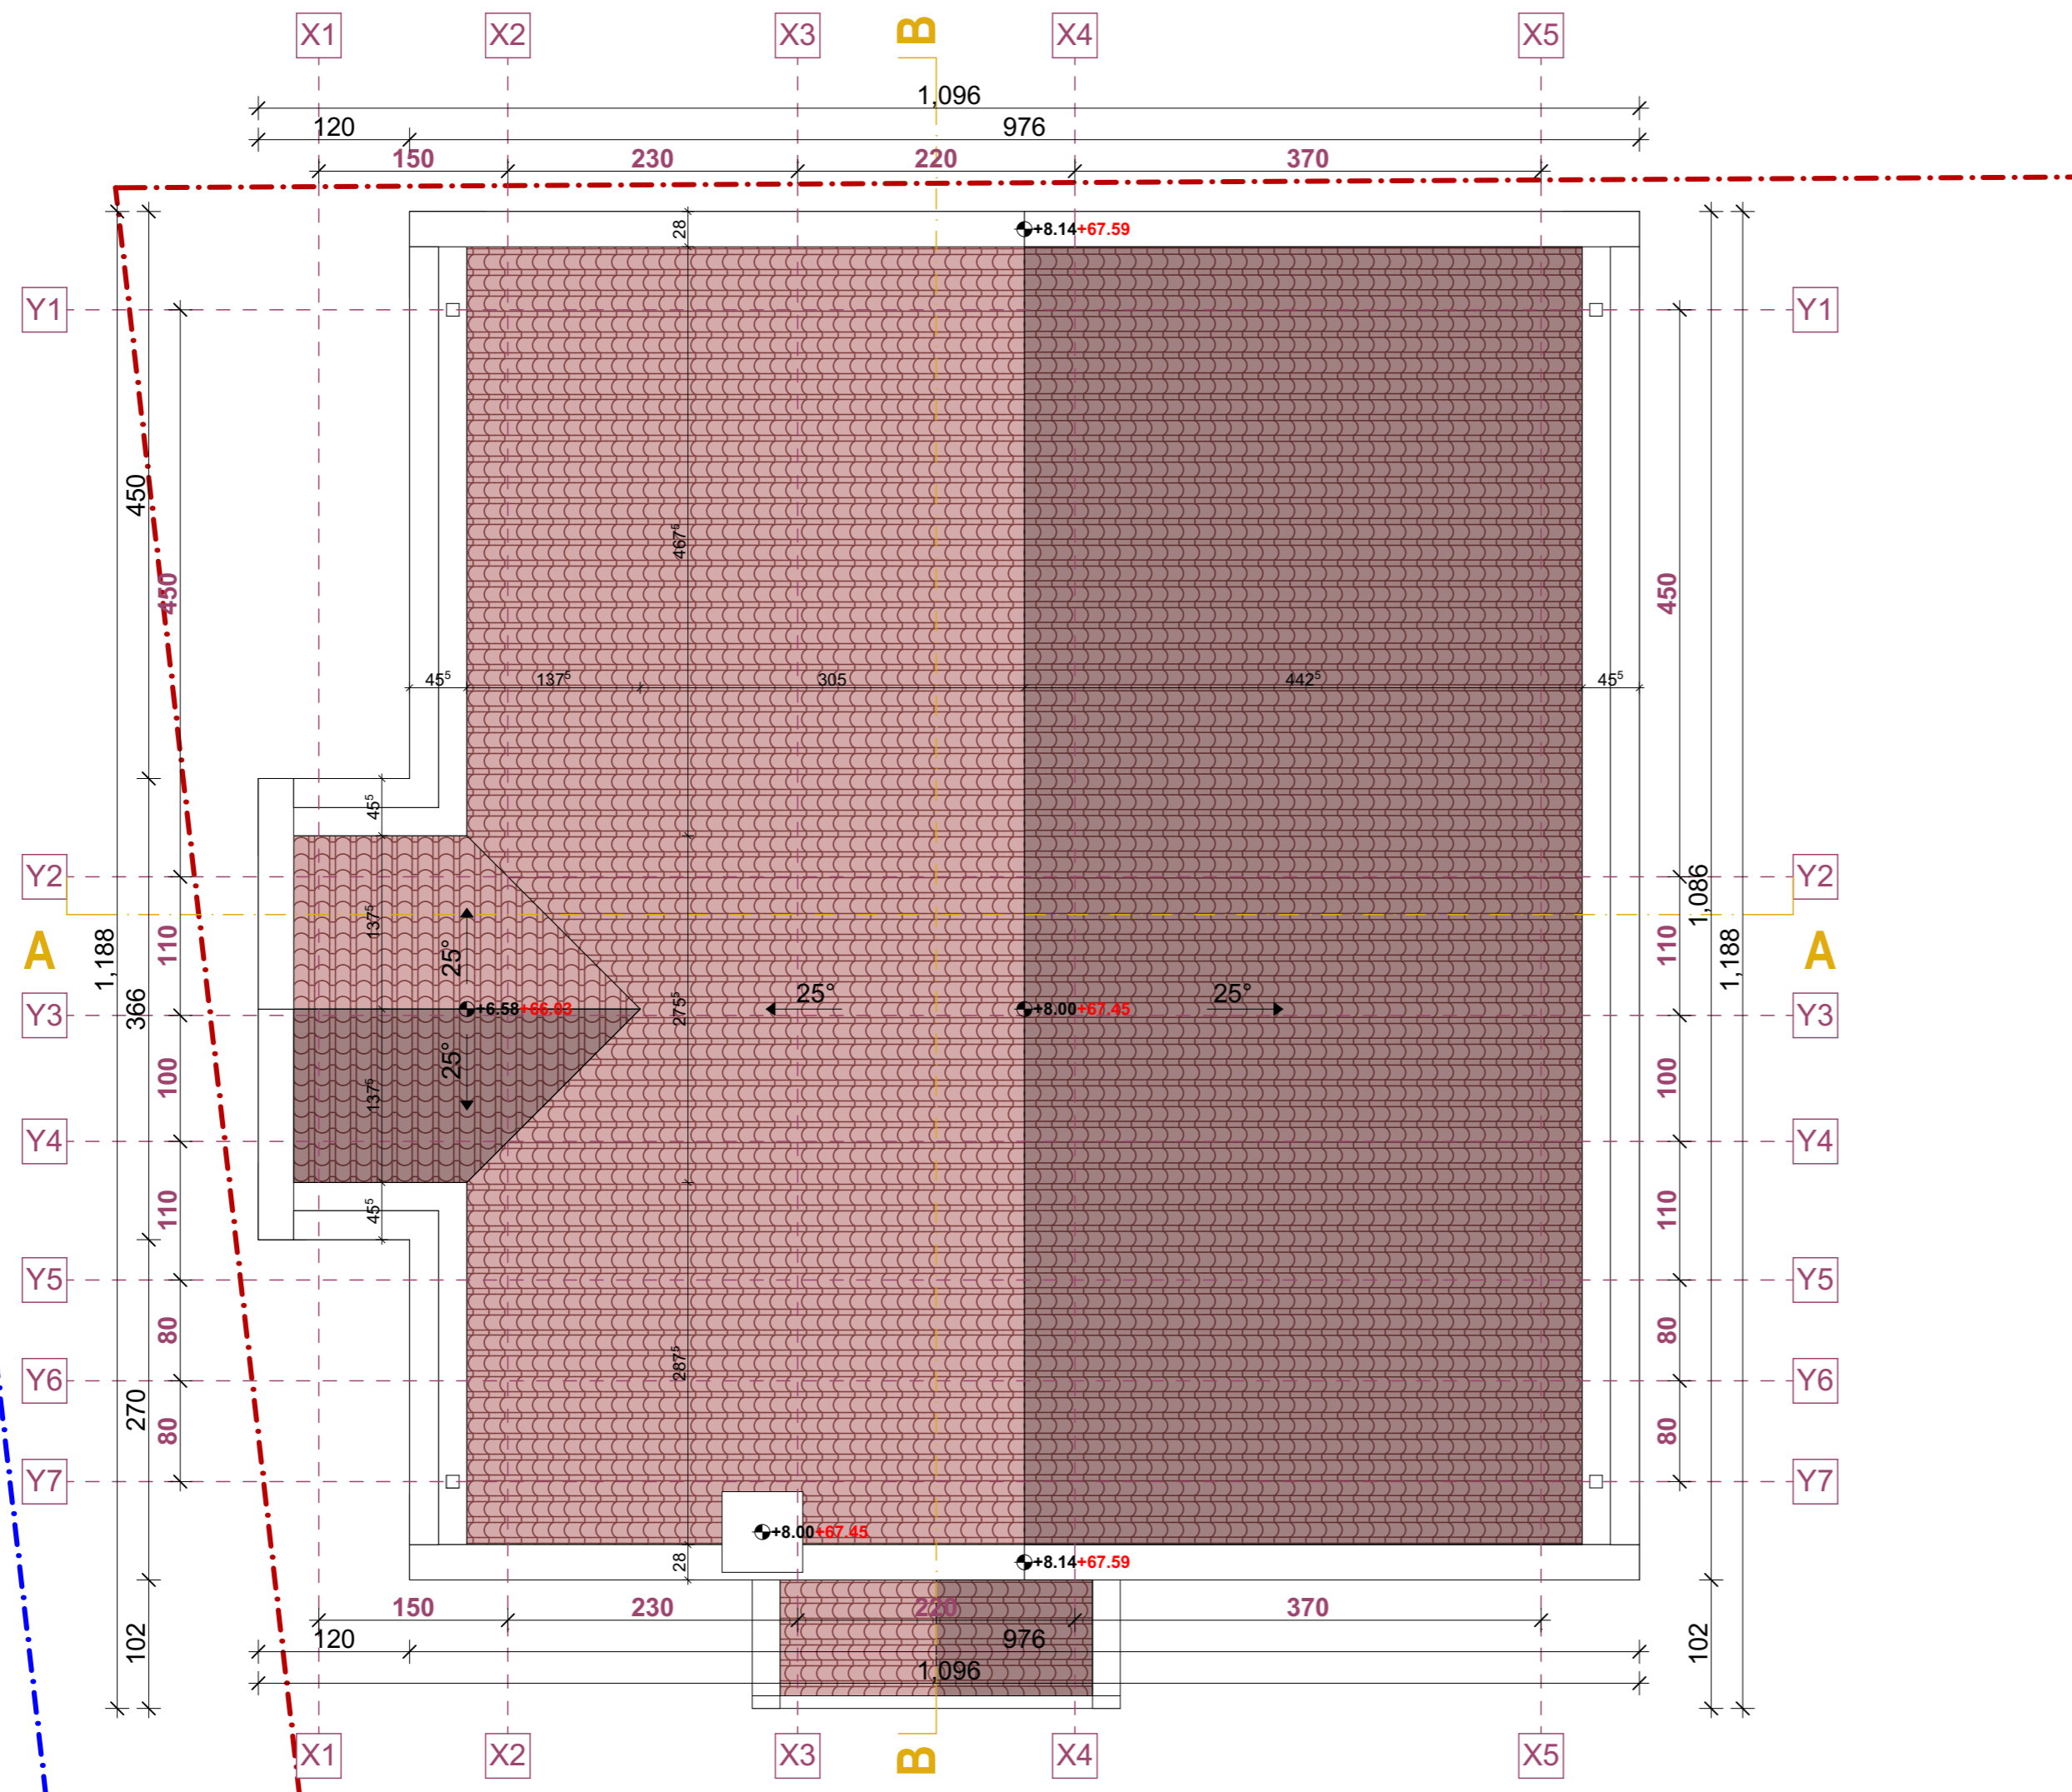 X1 X2 X3 B X4 X5
1,096
120 976
150 230 220 370
28 +8.14+67.59
Y1 Y1
450 467⁵
450 450
45⁵ 137⁵ 305 442⁵ 45⁵
45⁵
Y2 Y2
1,086
137⁵ 25° 110 110
A 1,188 1,188 A
366 275⁵ 25° 25°
Y3 +6.58+66.03 +8.00+67.45 Y3
25° 100 100
137⁵
Y4 Y4
45⁵ 110 110
Y5 Y5
80 287⁵ 80
Y6 Y6
270 80 80
Y7 Y7
+8.00+67.45
28 +8.14+67.59
150 230 220 370
102 120 976 102
1,096
X1 X2 X3 B X4 X5